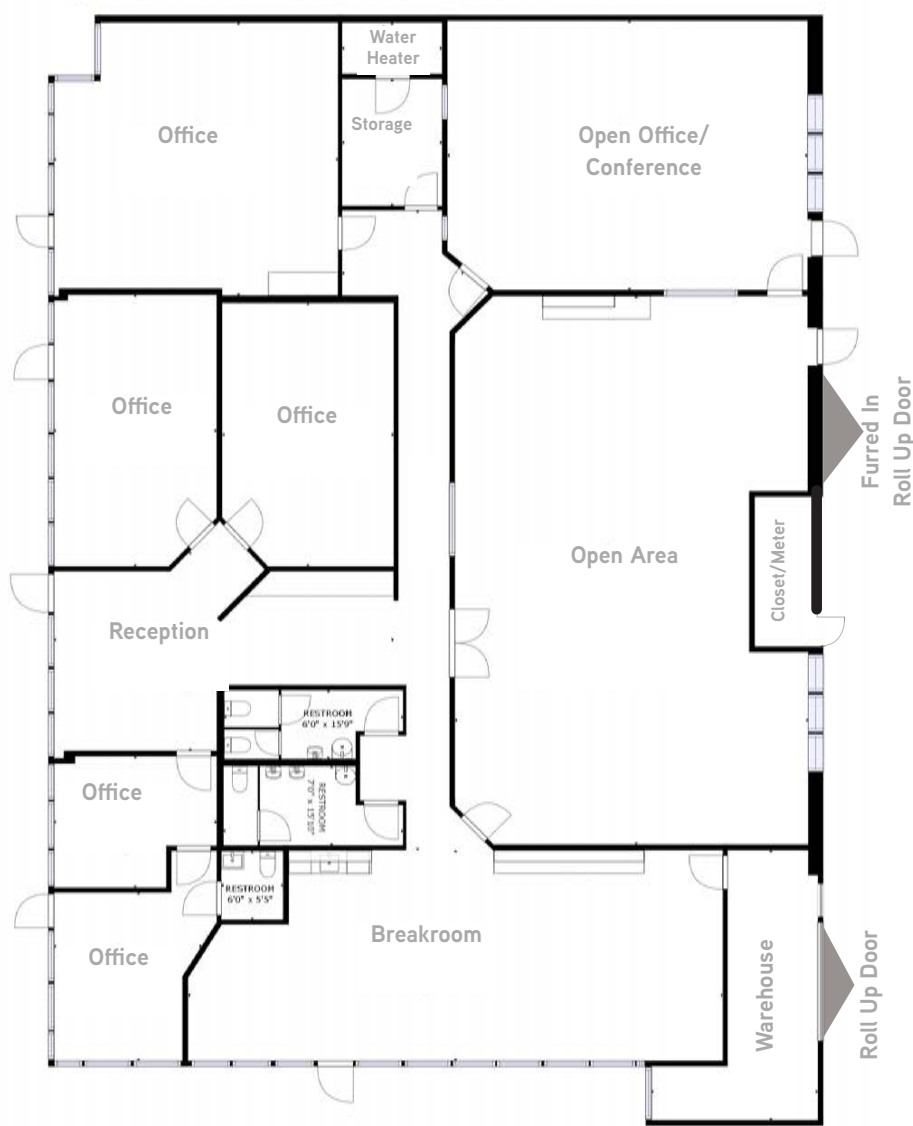 Water
Heater
Office
Storage
Open Office/
Conference
Office
Office
Furred In
Roll Up Door
Open Area
Closet/Meter
Reception
RESTROOM
6'0" x 15'9"
RESTROOM
7'0" x 15'10"
Office
RESTROOM
6'0" x 5'5"
Breakroom
Office
Warehouse
Roll Up Door